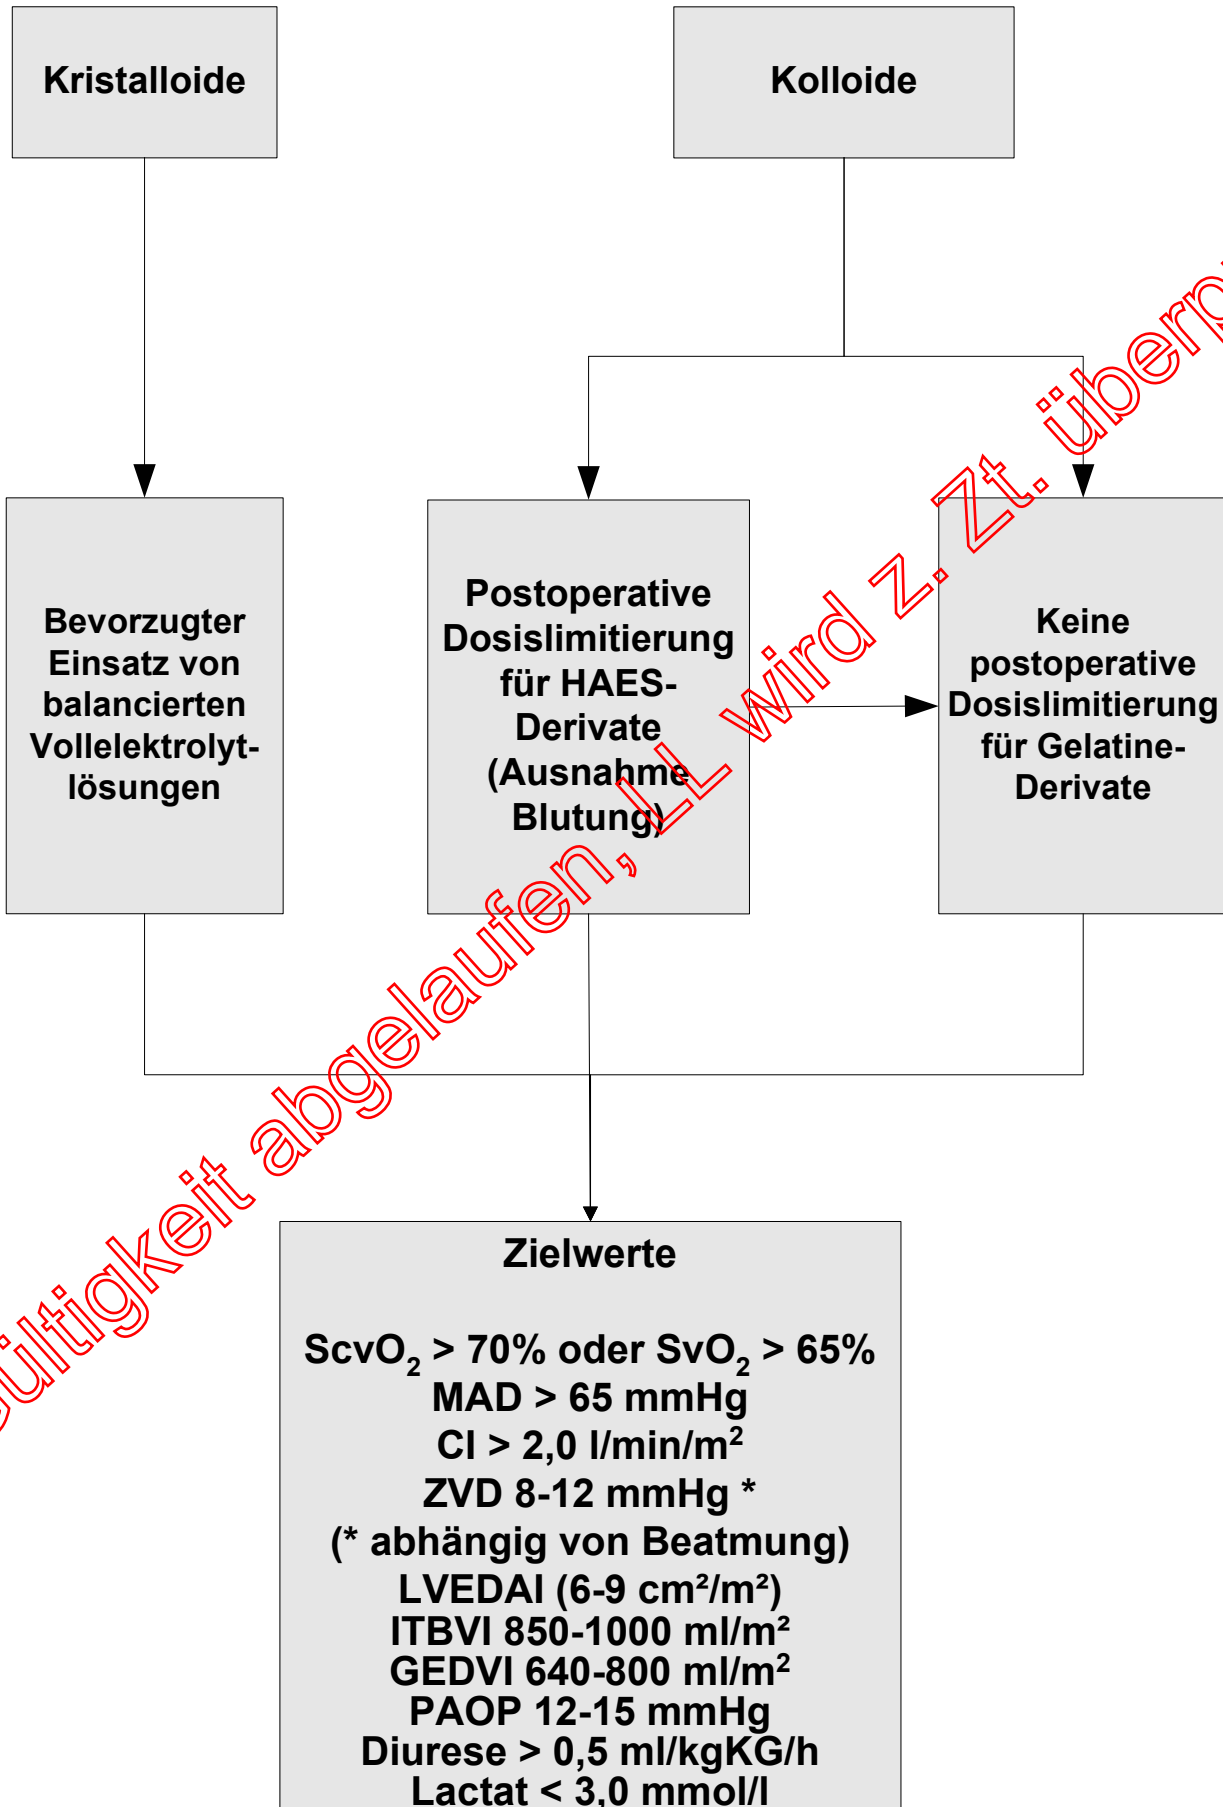 Kristalloide
Kolloide
Bevorzugter
Einsatz von
balancierten
Vollelektrolyt-
lösungen
Postoperative
Dosislimitierung
für HAES-
Derivate
(Ausnahme
Blutung)
Keine
postoperative
Dosislimitierung
für Gelatine-
Derivate
Zielwerte
ScvO₂ > 70% oder SvO₂ > 65%
MAD > 65 mmHg
CI > 2,0 l/min/m²
ZVD 8-12 mmHg *
(* abhängig von Beatmung)
LVEDAI (6-9 cm²/m²)
ITBVI 850-1000 ml/m²
GEDVI 640-800 ml/m²
PAOP 12-15 mmHg
Diurese > 0,5 ml/kgKG/h
Lactat < 3,0 mmol/l
abgelaufen, LL wird z. Zt.